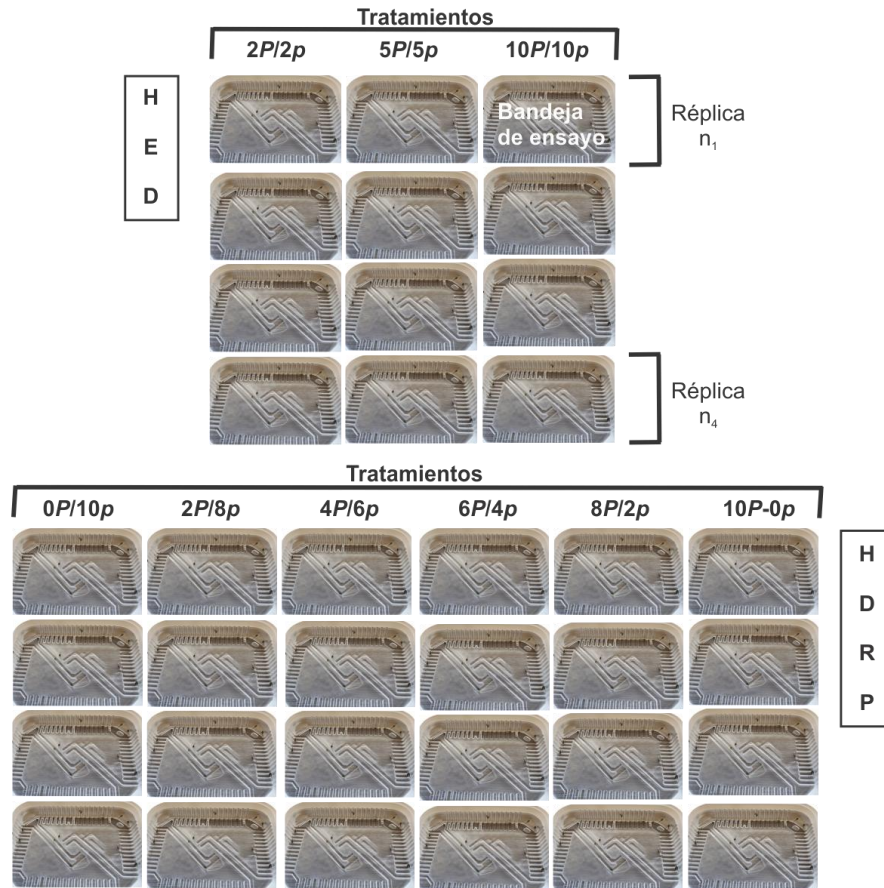 Tratamientos
2P/2p
5P/5p
10P/10p
H
E
D
Bandeja
de ensayo
Réplica
n₁
Réplica
n₄
Tratamientos
0P/10p
2P/8p
4P/6p
6P/4p
8P/2p
10P-0p
H
D
R
P